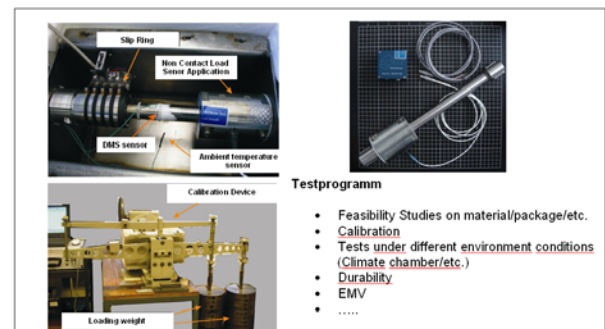 Slip Ring
Non Contact Load
Senor Application
DMS sensor
Ambient temperature
sensor
Calibration Device
Loading weight
Testprogramm
• Feasibility Studies on material/package/etc.
• Calibration
• Tests under different environment conditions
(Climate chamber/etc.)
• Durability
• EMV
• .....